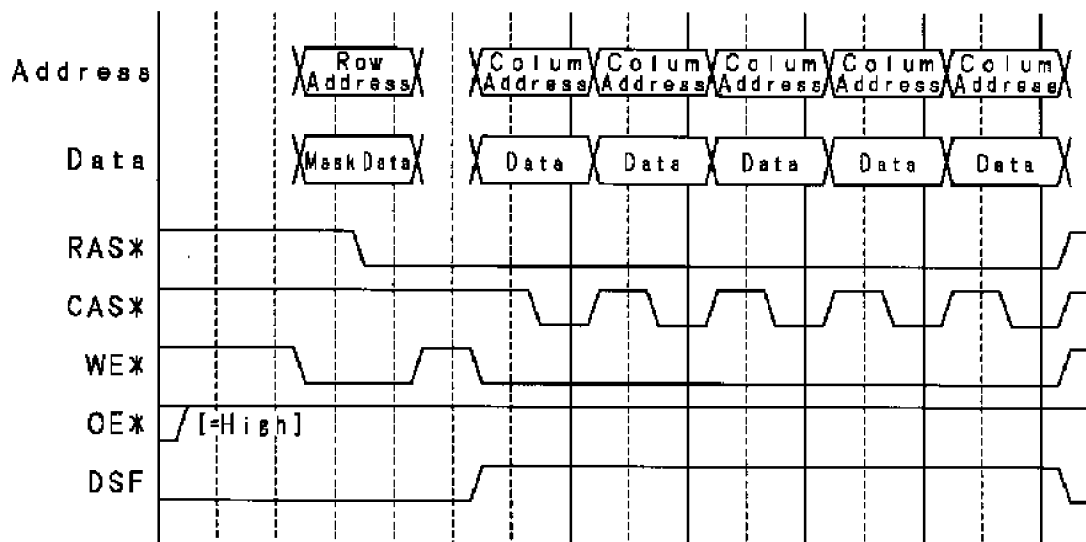 Address
Row Address
Colum Address
Colum Address
Colum Address
Colum Address
Colum Address
Data
Mask Data
Data
Data
Data
Data
Data
RAS*
CAS*
WE*
OE*
[=High]
DSF